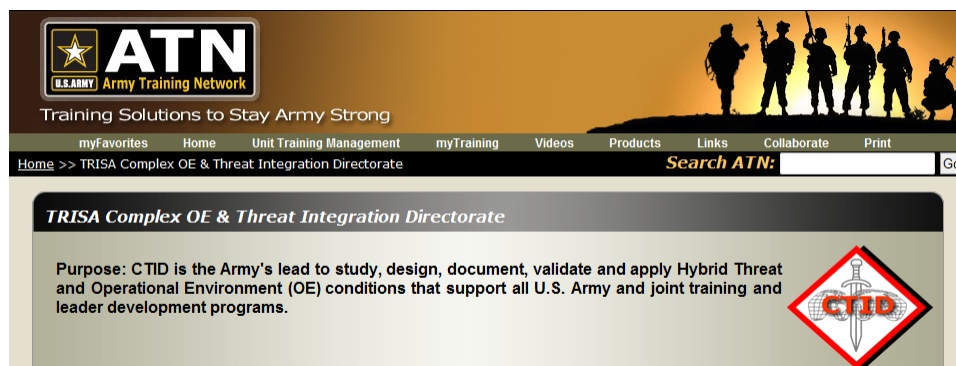 ATN
U.S.ARMY Army Training Network
Training Solutions to Stay Army Strong
myFavorites Home Unit Training Management myTraining Videos Products Links Collaborate Print
Home >> TRISA Complex OE & Threat Integration Directorate Search ATN: Go
TRISA Complex OE & Threat Integration Directorate
Purpose: CTID is the Army's lead to study, design, document, validate and apply Hybrid Threat
and Operational Environment (OE) conditions that support all U.S. Army and joint training and
leader development programs.
CTID